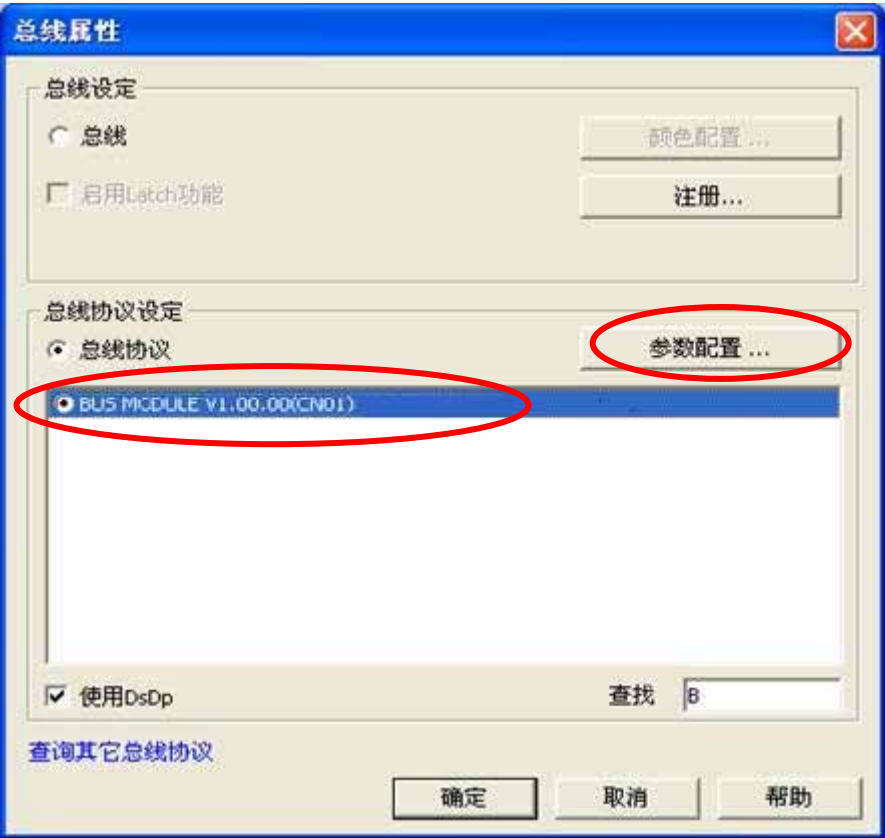 总线属性
总线设定
总线
颜色配置 ...
启用Latch功能
注册...
总线协议设定
总线协议
参数配置 ...
BUS MODULE V1.00.00(CN01)
使用DsDp
查找
B
查询其它总线协议
确定
取消
帮助